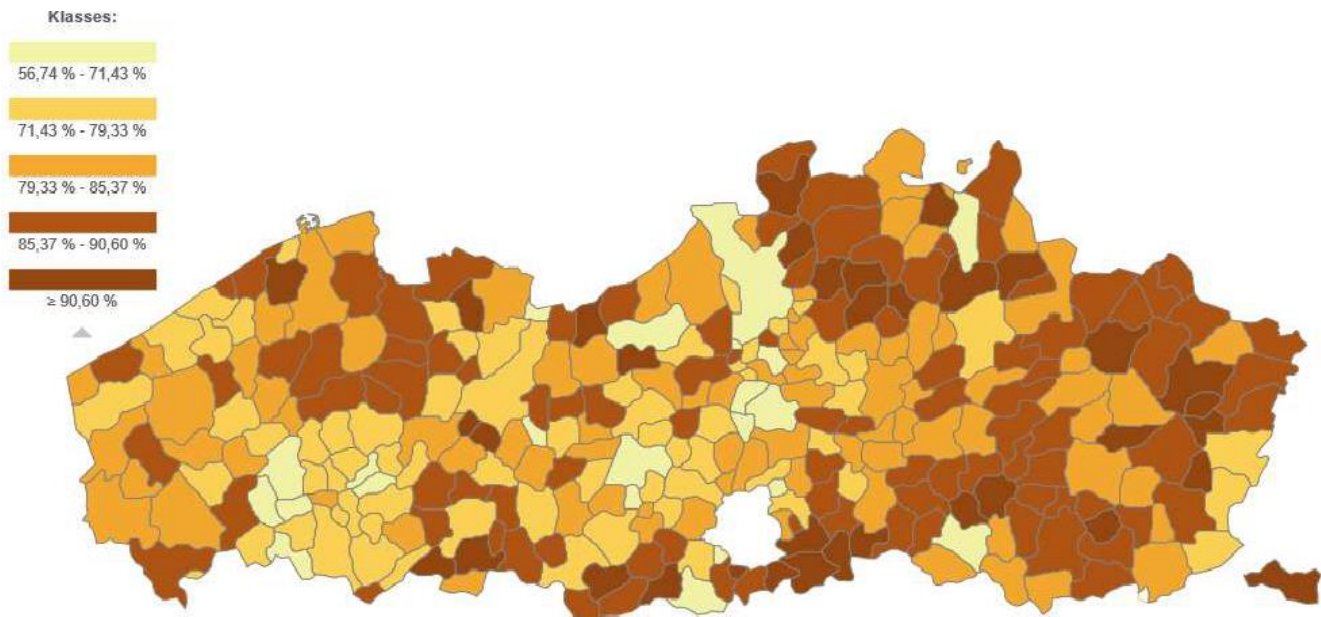 Klasses:
56,74 % - 71,43 %
71,43 % - 79,33 %
79,33 % - 85,37 %
85,37 % - 90,60 %
≥ 90,60 %